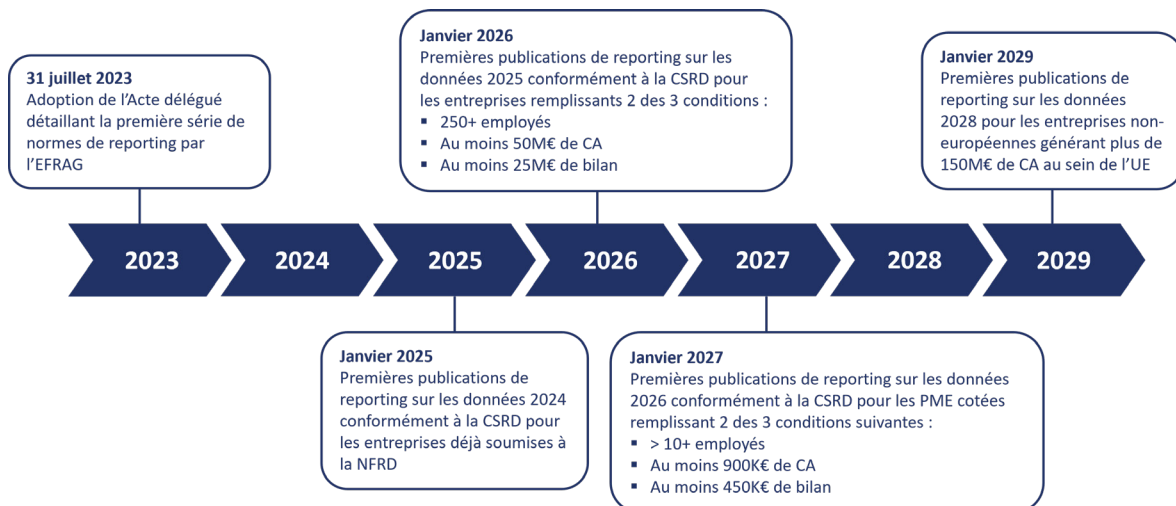 31 juillet 2023
Adoption de l'Acte délégué
détaillant la première série de
normes de reporting par
l'EFRAG
Janvier 2026
Premières publications de reporting sur les
données 2025 conformément à la CSRD pour
les entreprises remplissants 2 des 3 conditions :
▪ 250+ employés
▪ Au moins 50M€ de CA
▪ Au moins 25M€ de bilan
Janvier 2029
Premières publications de
reporting sur les données
2028 pour les entreprises non-
européennes générant plus de
150M€ de CA au sein de l'UE
2023 2024 2025 2026 2027 2028 2029
Janvier 2025
Premières publications de
reporting sur les données 2024
conformément à la CSRD pour
les entreprises déjà soumises à
la NFRD
Janvier 2027
Premières publications de reporting sur les données
2026 conformément à la CSRD pour les PME cotées
remplissant 2 des 3 conditions suivantes :
▪ > 10+ employés
▪ Au moins 900K€ de CA
▪ Au moins 450K€ de bilan